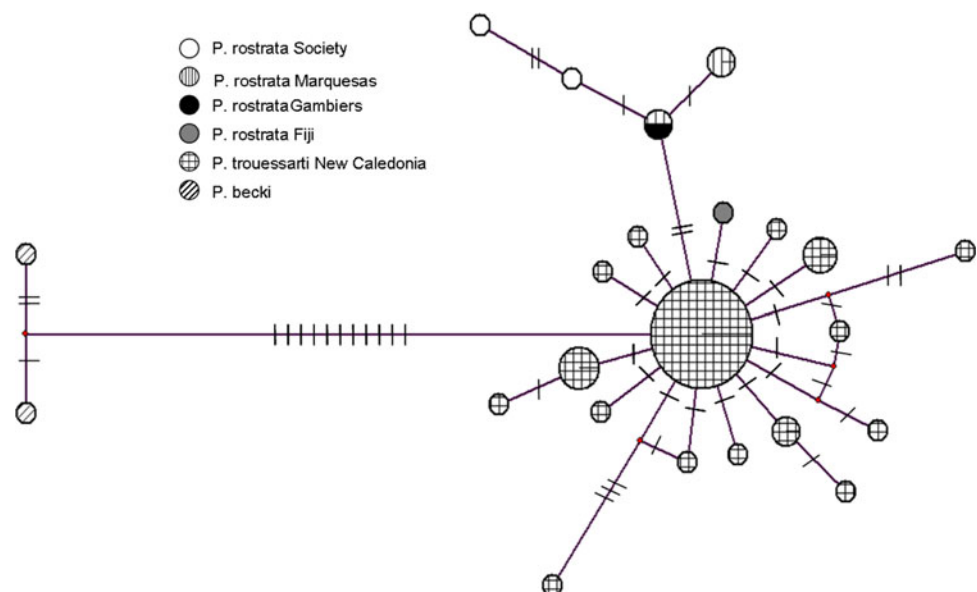 P. rostrata Society
P. rostrata Marquesas
P. rostrata Gambiers
P. rostrata Fiji
P. trouessarti New Caledonia
P. becki